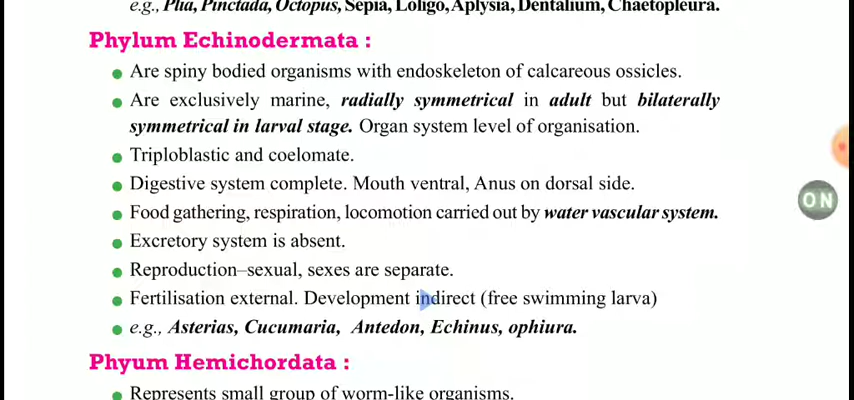 e.g., Plia, Pinctada, Octopus, Sepia, Loligo, Aplysia, Dentalium, Chaetopleura.
Phylum Echinodermata :
● Are spiny bodied organisms with endoskeleton of calcareous ossicles.
● Are exclusively marine, radially symmetrical in adult but bilaterally
symmetrical in larval stage. Organ system level of organisation.
● Triploblastic and coelomate.
● Digestive system complete. Mouth ventral, Anus on dorsal side.
● Food gathering, respiration, locomotion carried out by water vascular system.
● Excretory system is absent.
● Reproduction–sexual, sexes are separate.
● Fertilisation external. Development indirect (free swimming larva)
● e.g., Asterias, Cucumaria, Antedon, Echinus, ophiura.
Phyum Hemichordata :
● Represents small group of worm-like organisms.
ON